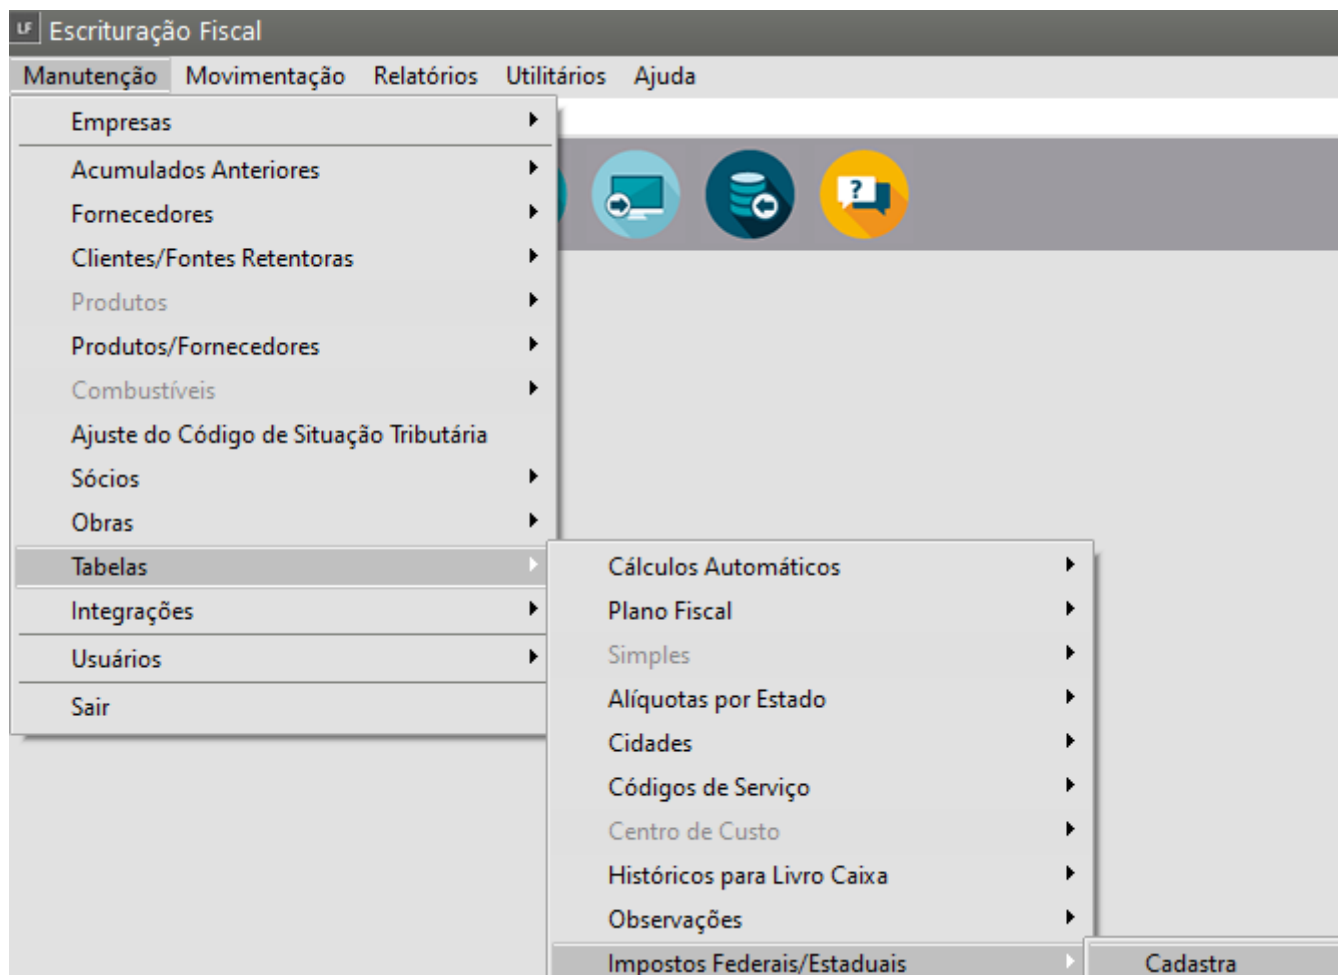 LF Escrituração Fiscal
Manutenção Movimentação Relatórios Utilitários Ajuda
Empresas
Acumulados Anteriores
Fornecedores
Clientes/Fontes Retentoras
?
Produtos
Produtos/Fornecedores
Combustíveis
Ajuste do Código de Situação Tributária
Sócios
Obras
Tabelas
Integrações
Usuários
Sair
Cálculos Automáticos
Plano Fiscal
Simples
Alíquotas por Estado
Cidades
Códigos de Serviço
Centro de Custo
Históricos para Livro Caixa
Observações
Impostos Federais/Estaduais
Cadastra